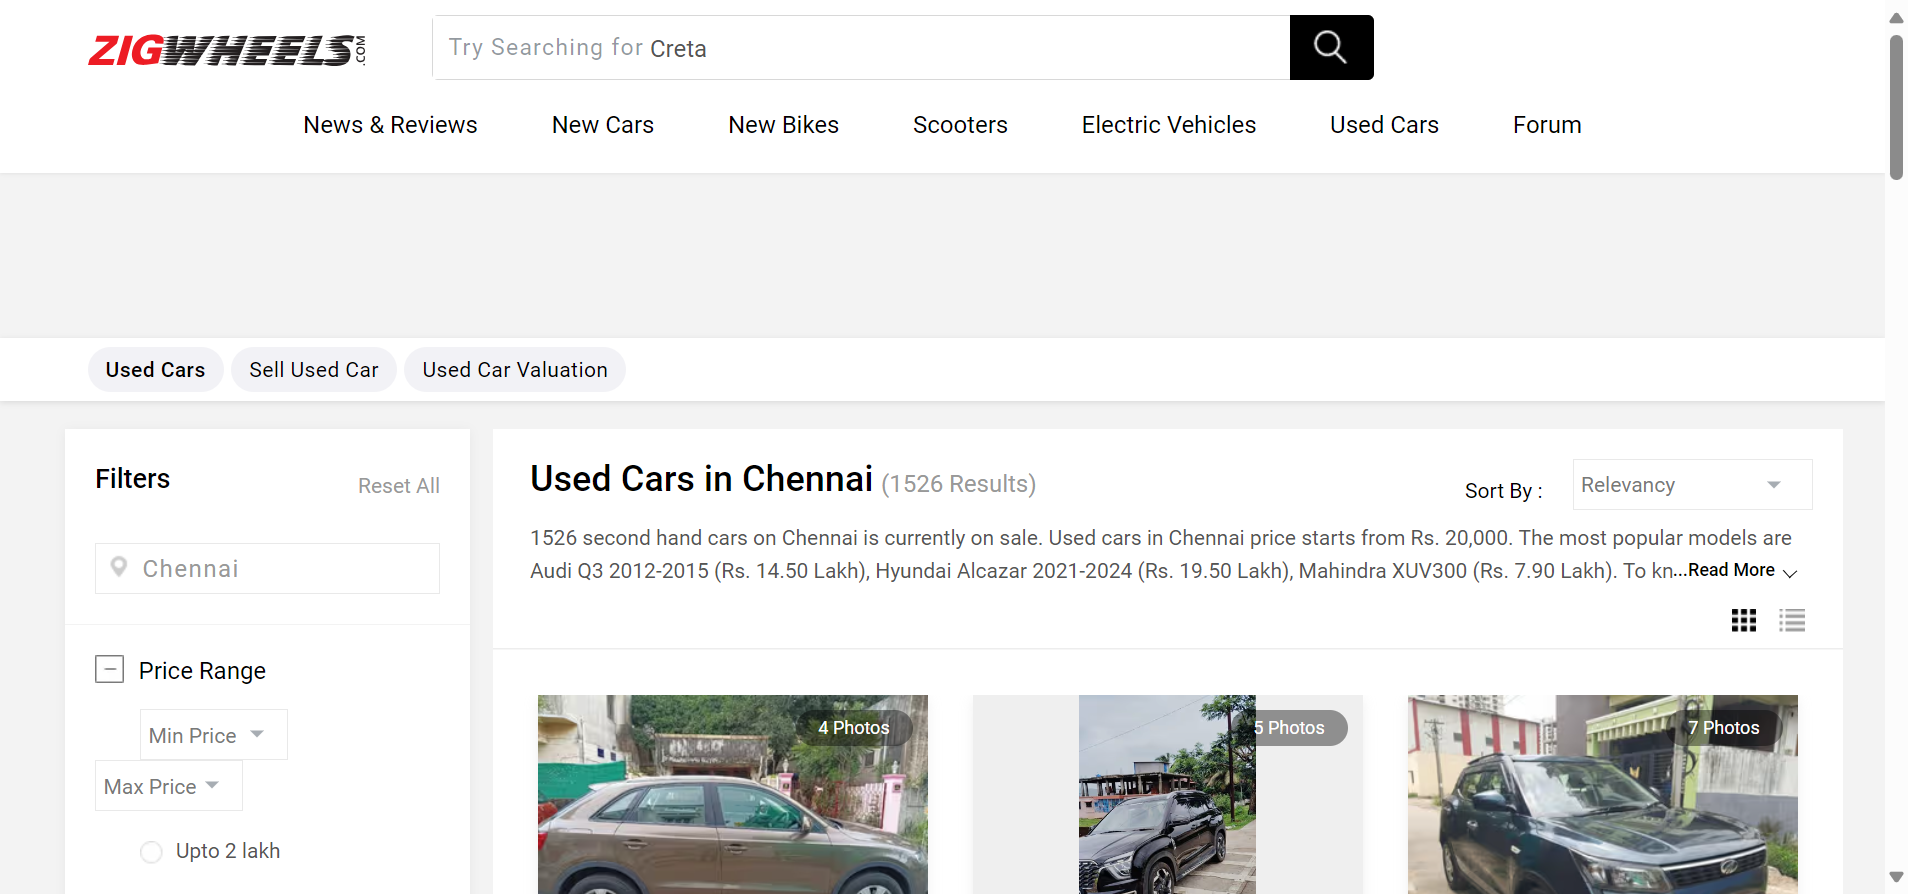 ZIGWHEELS.COM
Try Searching for Creta
News & Reviews New Cars New Bikes Scooters Electric Vehicles Used Cars Forum
Used Cars Sell Used Car Used Car Valuation
Filters
Reset All
Chennai
Price Range
Min Price
Max Price
Upto 2 lakh
Used Cars in Chennai (1526 Results)
Sort By : Relevancy
1526 second hand cars on Chennai is currently on sale. Used cars in Chennai price starts from Rs. 20,000. The most popular models are
Audi Q3 2012-2015 (Rs. 14.50 Lakh), Hyundai Alcazar 2021-2024 (Rs. 19.50 Lakh), Mahindra XUV300 (Rs. 7.90 Lakh). To kn...Read More
4 Photos
5 Photos
7 Photos